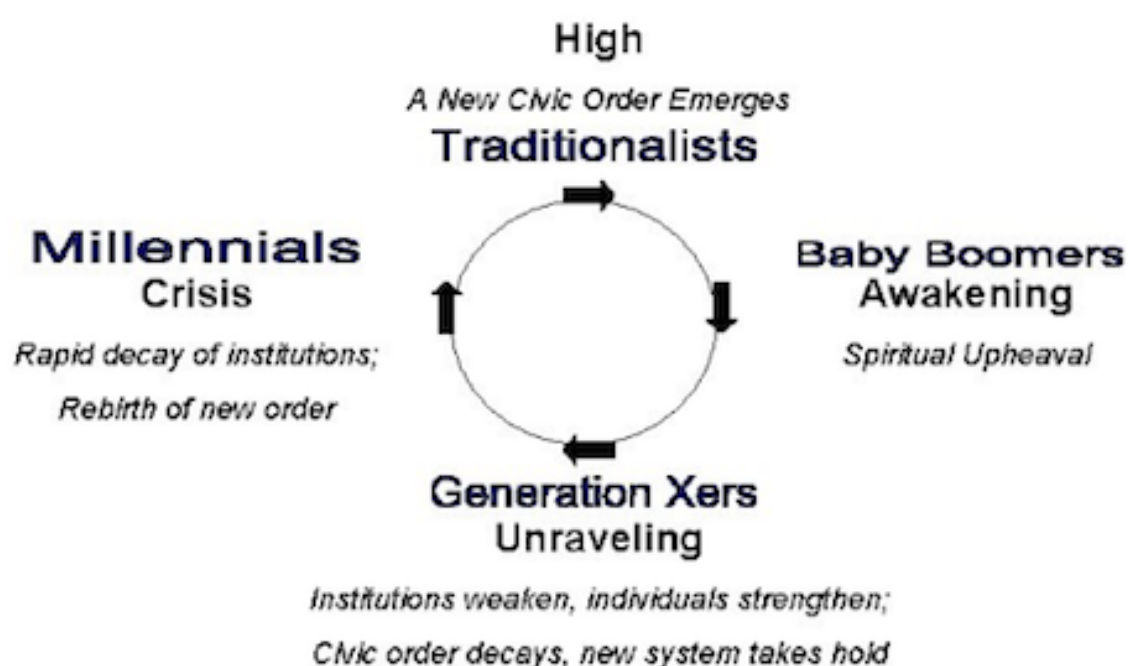 High
A New Civic Order Emerges
Traditionalists
Millennials
Crisis
Rapid decay of institutions;
Rebirth of new order
Baby Boomers
Awakening
Spiritual Upheaval
Generation Xers
Unraveling
Institutions weaken, individuals strengthen;
Civic order decays, new system takes hold